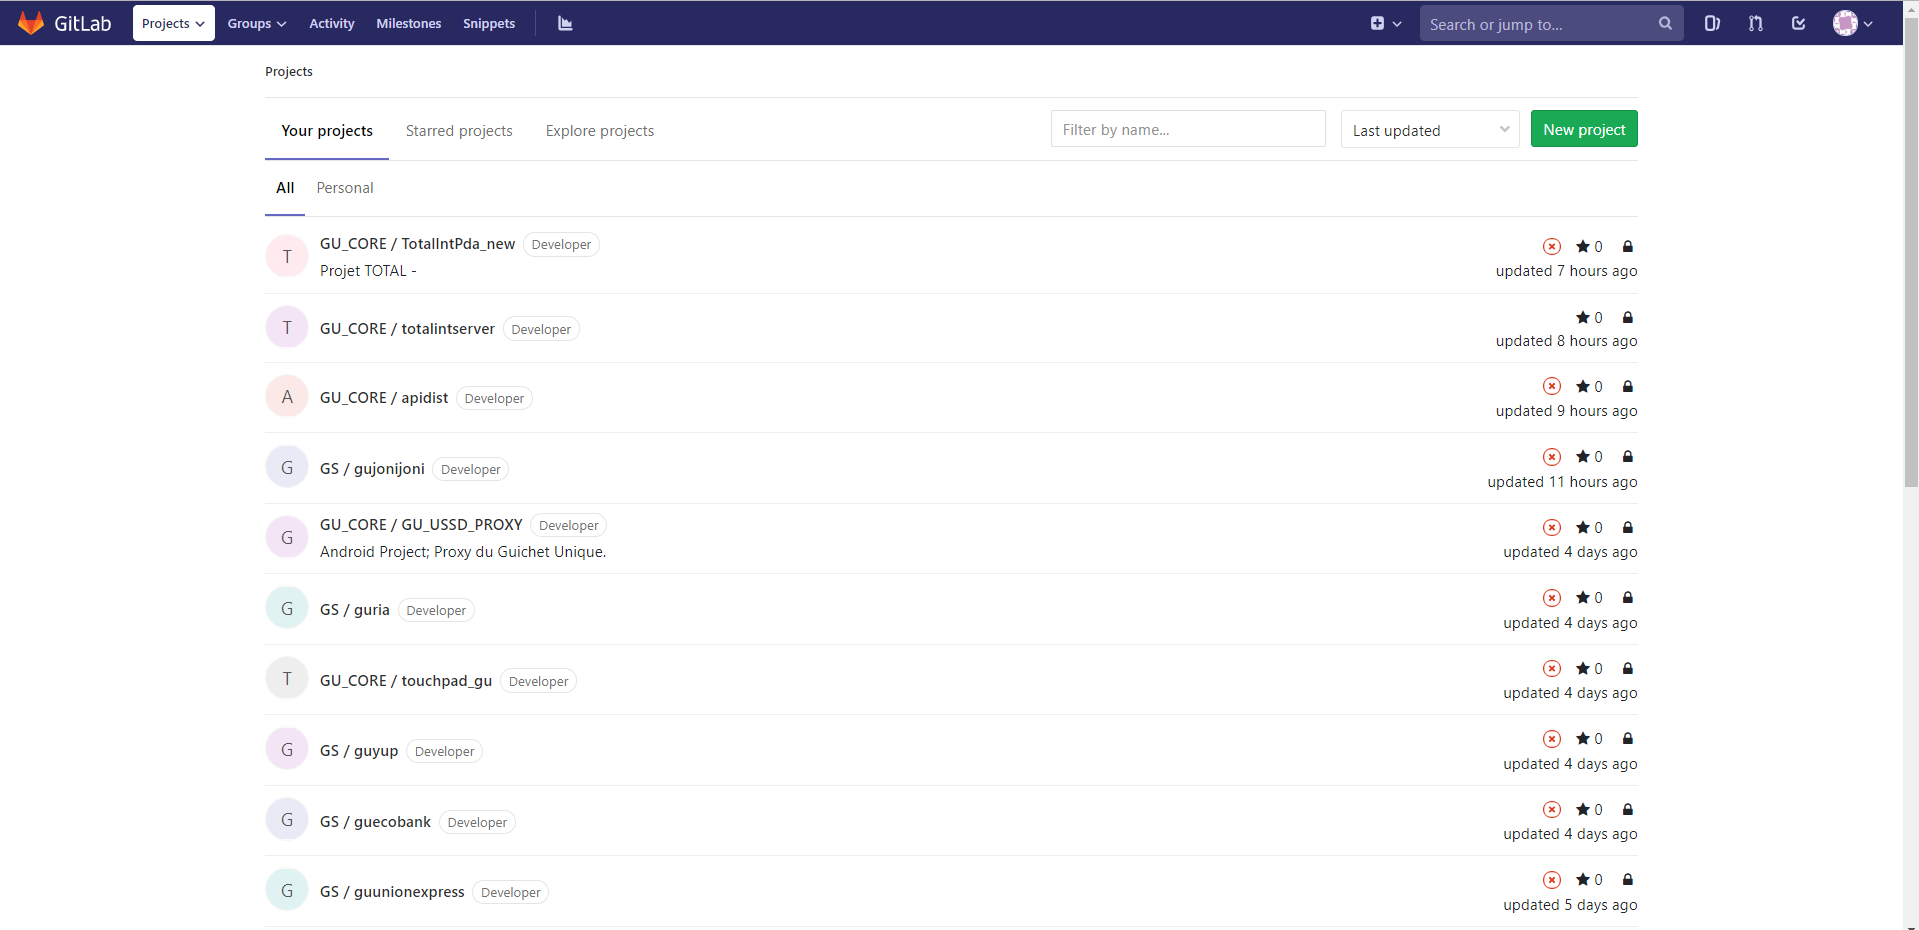 GitLab Projects Groups Activity Milestones Snippets Search or jump to...
Projects
Your projects Starred projects Explore projects Filter by name... Last updated New project
All Personal
T GU_CORE / TotalIntPda_new Developer 0
Projet TOTAL - updated 7 hours ago
T GU_CORE / totalintserver Developer 0
updated 8 hours ago
A GU_CORE / apidist Developer 0
updated 9 hours ago
G GS / gujonijoni Developer 0
updated 11 hours ago
G GU_CORE / GU_USSD_PROXY Developer 0
Android Project; Proxy du Guichet Unique. updated 4 days ago
G GS / guria Developer 0
updated 4 days ago
T GU_CORE / touchpad_gu Developer 0
updated 4 days ago
G GS / guyup Developer 0
updated 4 days ago
G GS / guecobank Developer 0
updated 4 days ago
G GS / guunionexpress Developer 0
updated 5 days ago